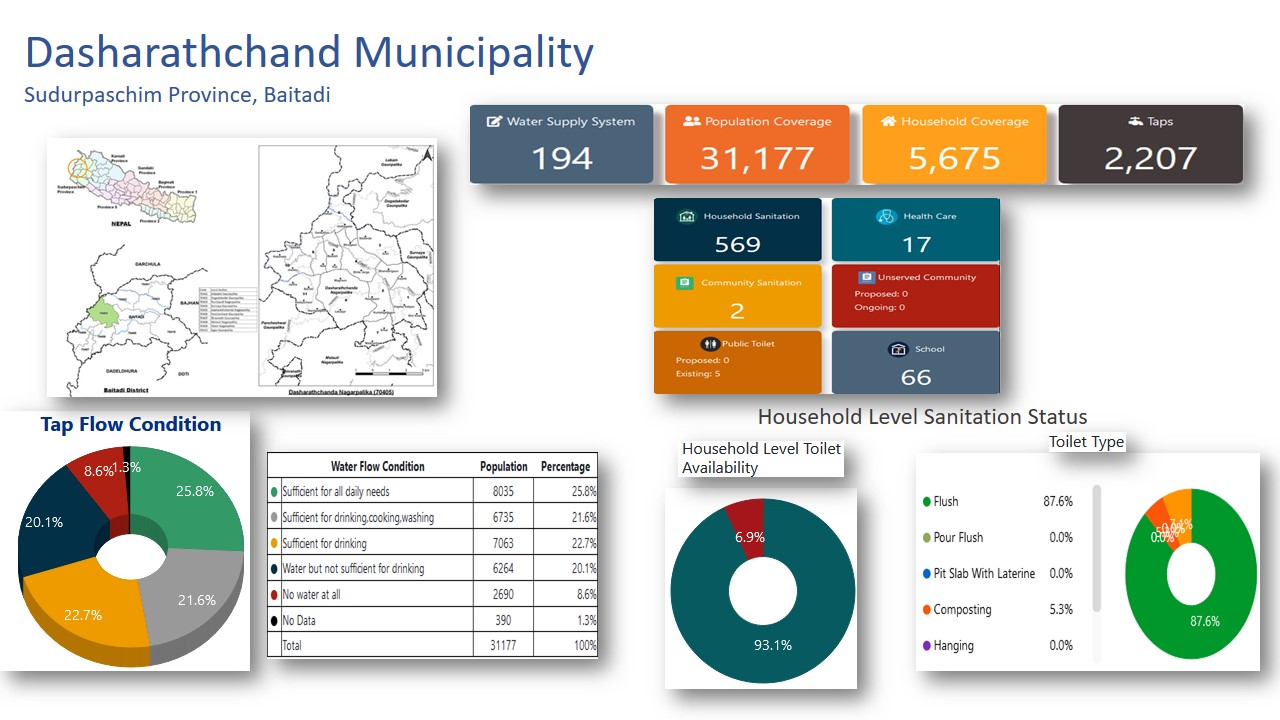 Dasharathchand Municipality
Sudurpaschim Province, Baitadi
Water Supply System
194
Population Coverage
31,177
Household Coverage
5,675
Taps
2,207
Karnali
Province
Gandaki
Province
Bagmati
Province
Province 1
Sudurpaschim
Province
Province 5
Province 2
NEPAL
DARCHULA
BAJHANG
BAITADI
DADELDHURA
DOTI
Baitadi District
Dogadakedar
Gaunpalika
Dasharathchanda
Nagarpalika
Pancheshwar
Gaunpalika
Melauli
Nagarpalika
Dasharathchanda Nagarpalika (70405)
Household Sanitation
569
Health Care
17
Community Sanitation
2
Unserved Community
Proposed: 0
Ongoing: 0
Public Toilet
Proposed: 0
Existing: 5
School
66
Tap Flow Condition
8.6%
1.3%
25.8%
20.1%
21.6%
22.7%
Water Flow Condition Population Percentage
Sufficient for all daily needs 8035 25.8%
Sufficient for drinking,cooking,washing 6735 21.6%
Sufficient for drinking 7063 22.7%
Water but not sufficient for drinking 6264 20.1%
No water at all 2690 8.6%
No Data 390 1.3%
Total 31177 100%
Household Level Sanitation Status
Household Level Toilet
Availability
6.9%
93.1%
Toilet Type
Flush 87.6%
Pour Flush 0.0%
Pit Slab With Laterine 0.0%
Composting 5.3%
Hanging 0.0%
7.1%
0.0%
87.6%